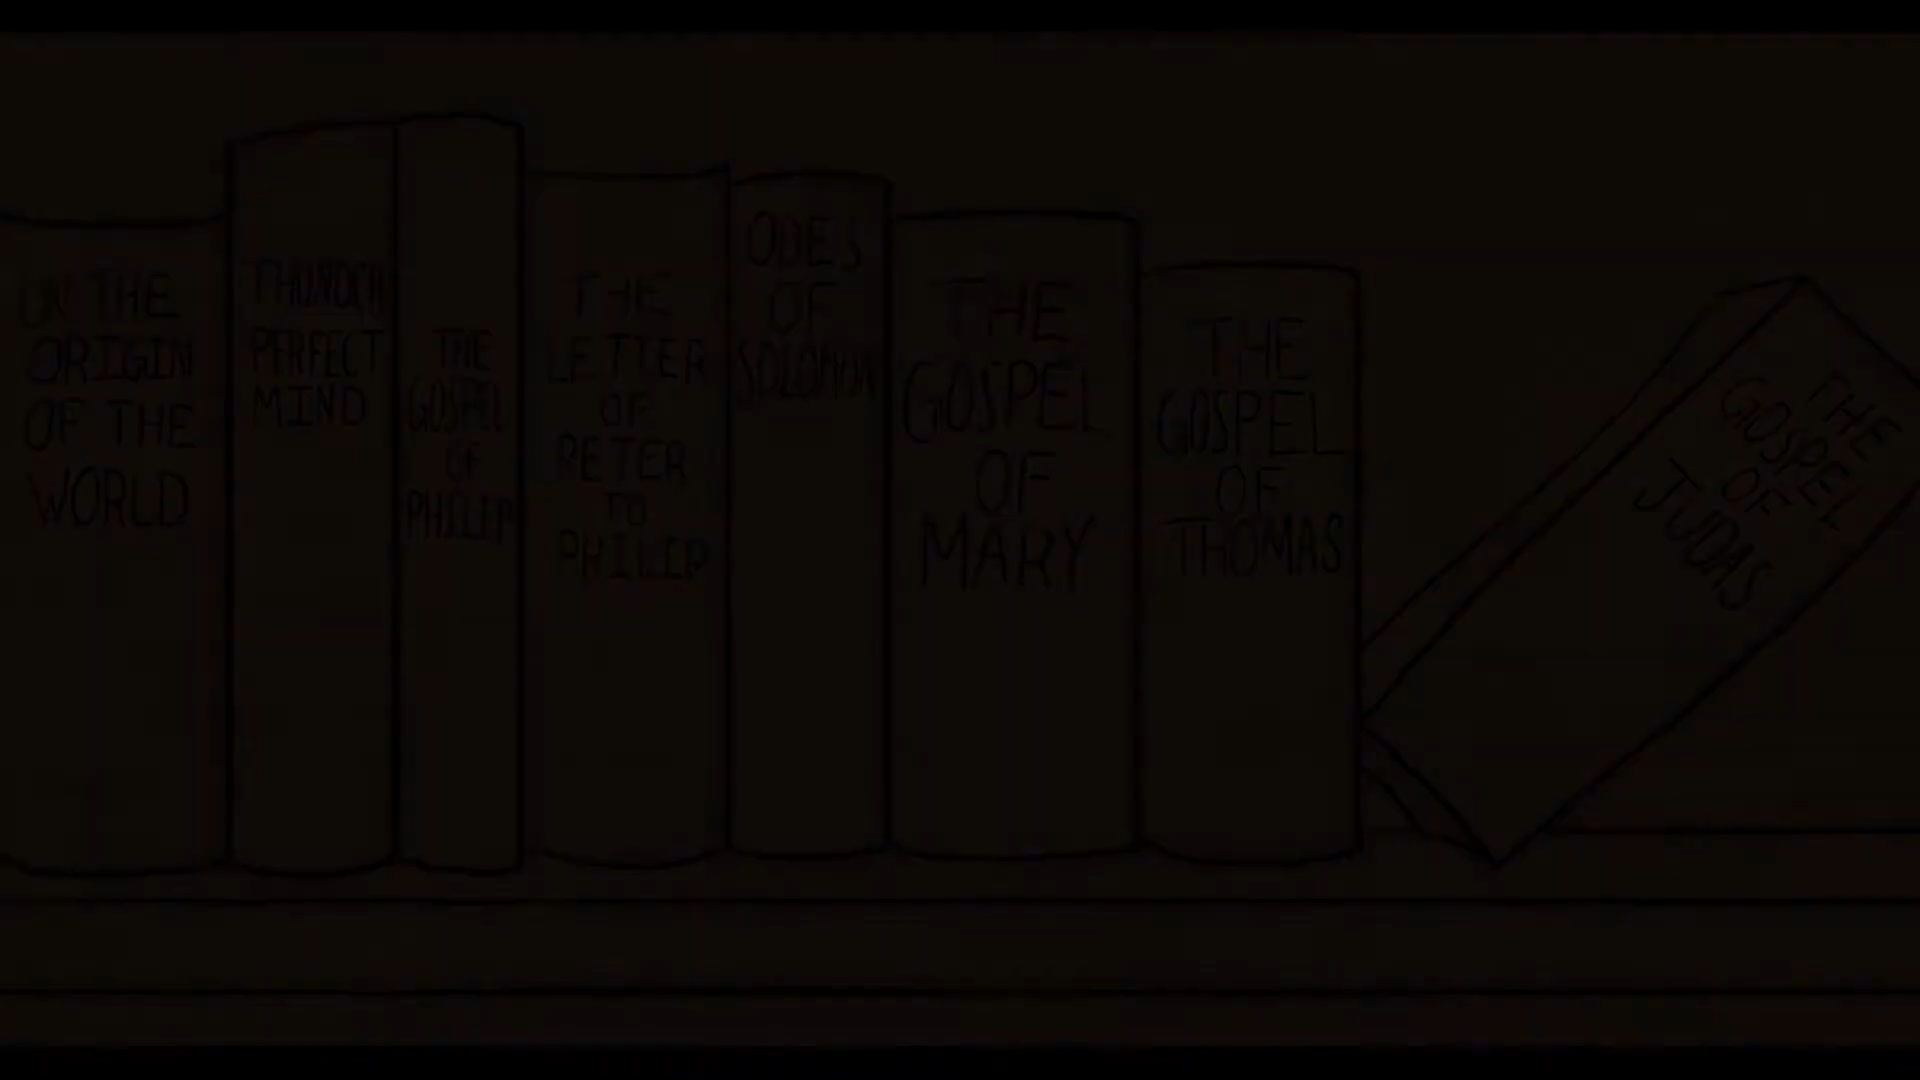 ON THE
ORIGIN
OF THE
WORLD
THUNDER
PERFECT
MIND
THE
GOSPEL
OF
PHILIP
THE
LETTER
OF
PETER
TO
PHILIP
ODES
OF
SOLOMON
THE
GOSPEL
OF
MARY
THE
GOSPEL
OF
THOMAS
THE
GOSPEL
OF
JUDAS